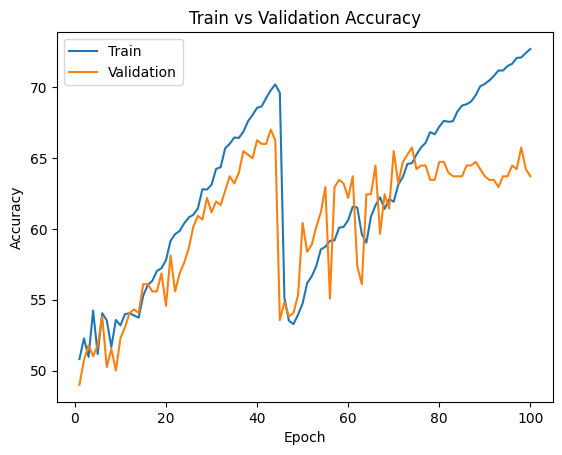 Train vs Validation Accuracy
Train
Validation
Accuracy
70
65
60
55
50
0 20 40 60 80 100
Epoch